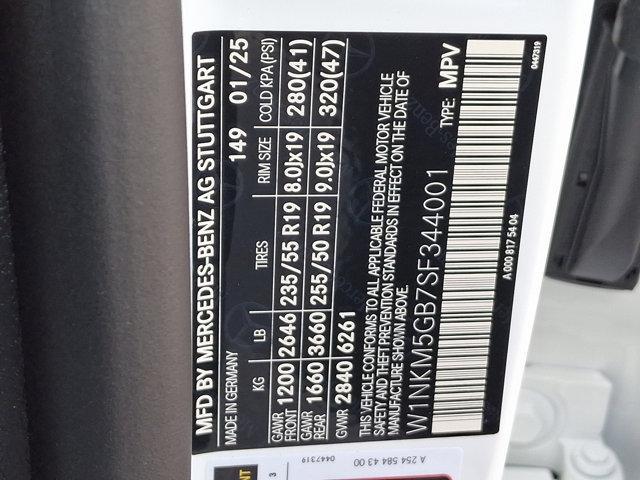 MFD BY MERCEDES-BENZ AG STUTTGART
MADE IN GERMANY 149 01/25
KG LB TIRES RIM SIZE COLD KPA (PSI)
GAWR FRONT 1200 2646 235/55 R19 8.0Jx19 280(41)
GAWR REAR 1660 3660 255/50 R19 9.0Jx19 320(47)
GVWR 2840 6261
THIS VEHICLE CONFORMS TO ALL APPLICABLE FEDERAL MOTOR VEHICLE
SAFETY AND THEFT PREVENTION STANDARDS IN EFFECT ON THE DATE OF
MANUFACTURE SHOWN ABOVE.
W1NKM5GB7SF344001 TYPE: MPV
A 000 817 54 04
0447319
A 254 584 43 00
0447319
3